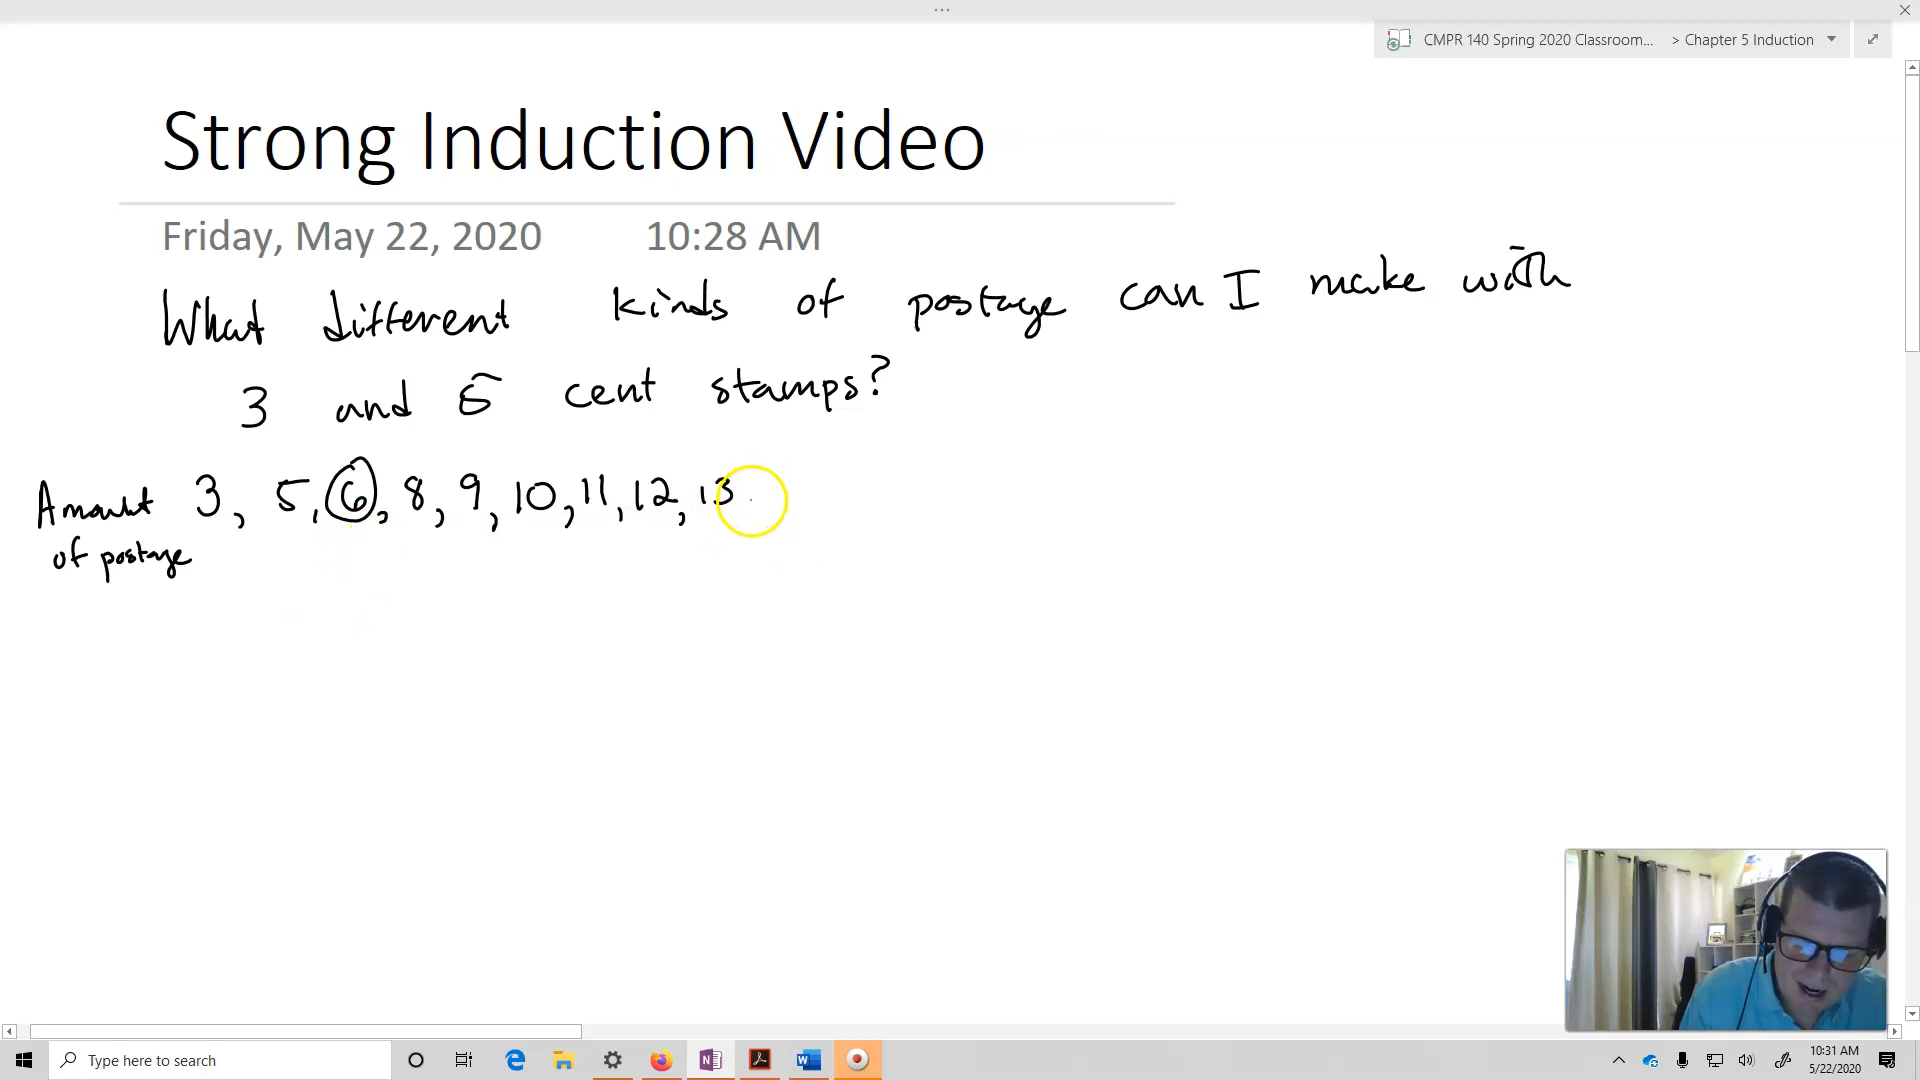 ...
CMPR 140 Spring 2020 Classroom... > Chapter 5 Induction
Strong Induction Video
Friday, May 22, 2020 10:28 AM
What different kinds of postage can I make with
3 and 5 cent stamps?
Amount 3, 5, 6, 8, 9, 10, 11, 12, 13
of postage
Type here to search
10:31 AM
5/22/2020